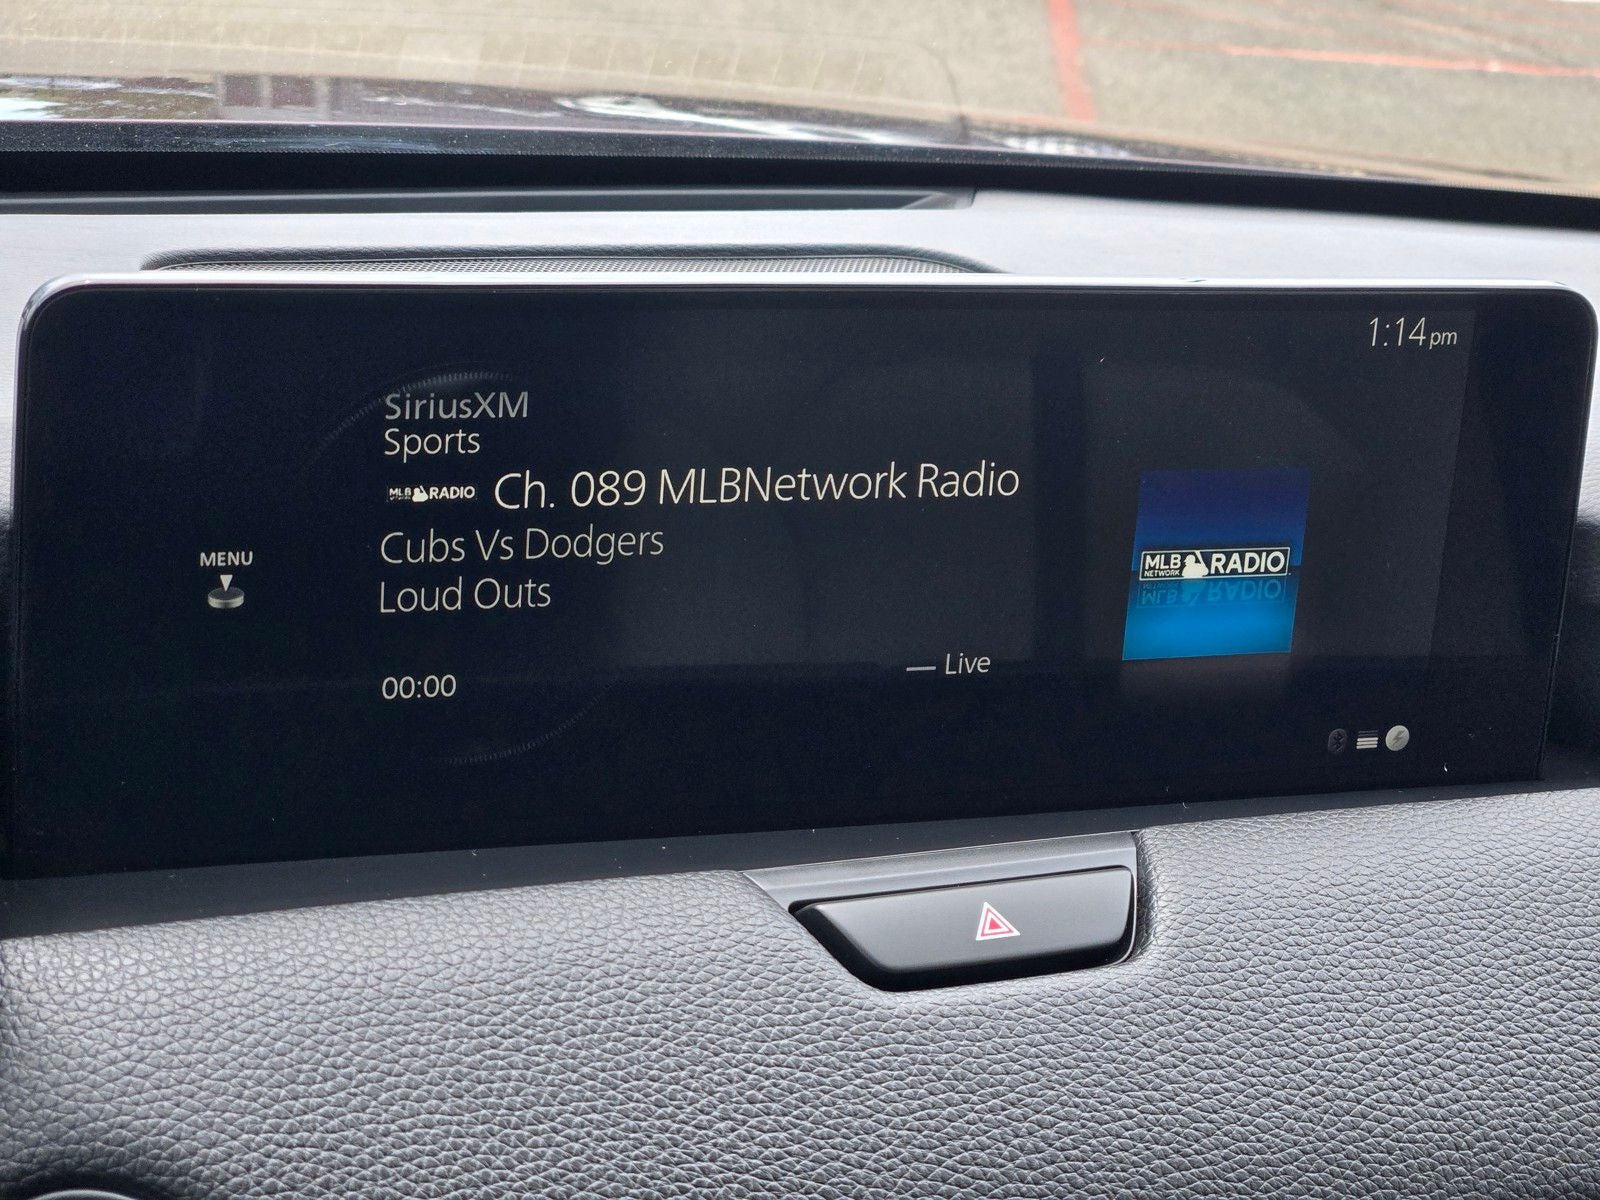 1:14pm
SiriusXM
Sports
MLB RADIO Ch. 089 MLBNetwork Radio
Cubs Vs Dodgers
Loud Outs
MENU
MLB NETWORK RADIO
00:00
Live